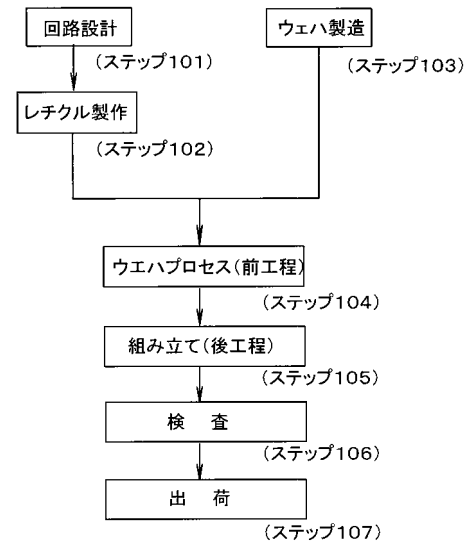 回路設計
(ステップ101)
ウェハ製造
(ステップ103)
レチクル製作
(ステップ102)
ウエハプロセス(前工程)
(ステップ104)
組み立て(後工程)
(ステップ105)
検 査
(ステップ106)
出 荷
(ステップ107)